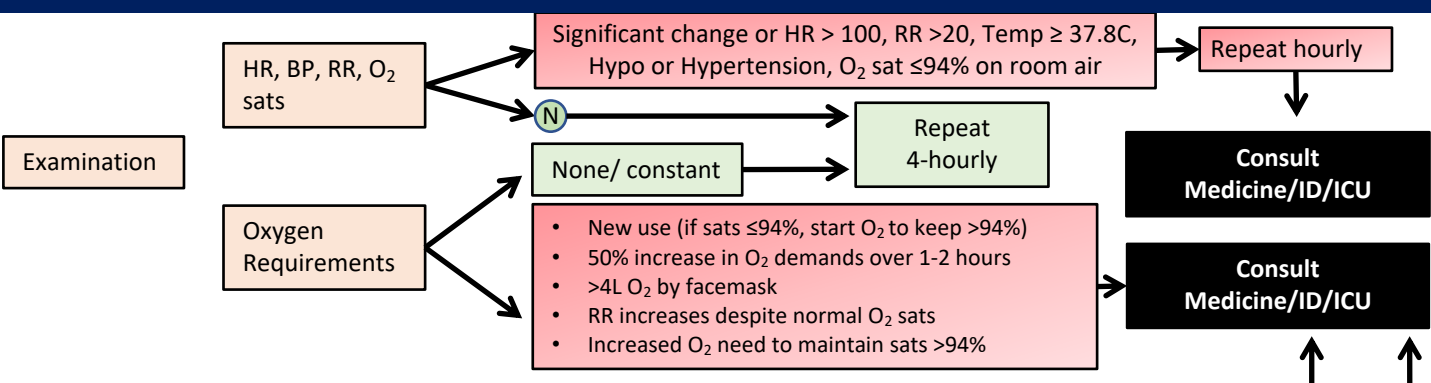 Examination
HR, BP, RR, O₂
sats
Significant change or HR > 100, RR >20, Temp ≥ 37.8C,
Hypo or Hypertension, O₂ sat ≤94% on room air
Repeat hourly
N
Repeat
4-hourly
Consult
Medicine/ID/ICU
Oxygen
Requirements
None/ constant
• New use (if sats ≤94%, start O₂ to keep >94%)
• 50% increase in O₂ demands over 1-2 hours
• >4L O₂ by facemask
• RR increases despite normal O₂ sats
• Increased O₂ need to maintain sats >94%
Consult
Medicine/ID/ICU